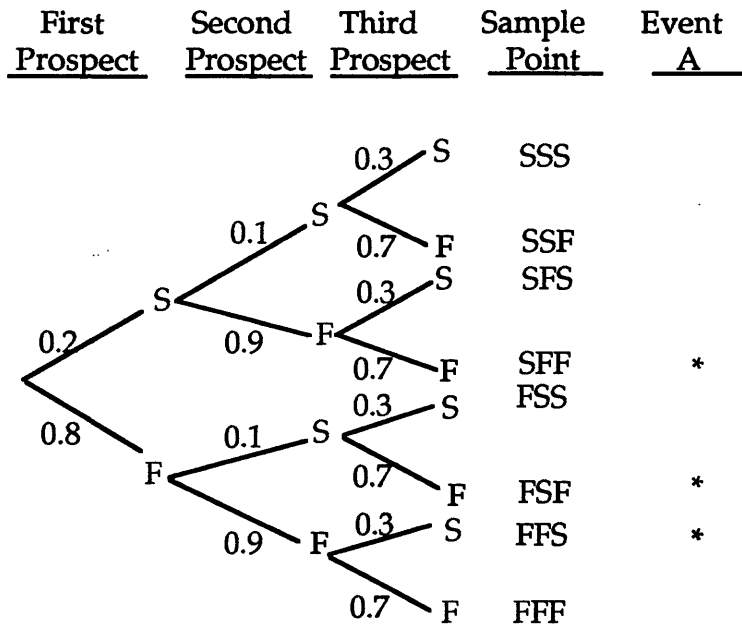 First Second Third Sample Event
Prospect Prospect Prospect Point A
0.3 S SSS
S
0.1 0.7 F SSF
S 0.3 S SFS
0.2 0.9 F
0.7 F SFF *
0.3 S FSS
0.8 0.1 S
F 0.7 F FSF *
0.9 F 0.3 S FFS *
0.7 F FFF